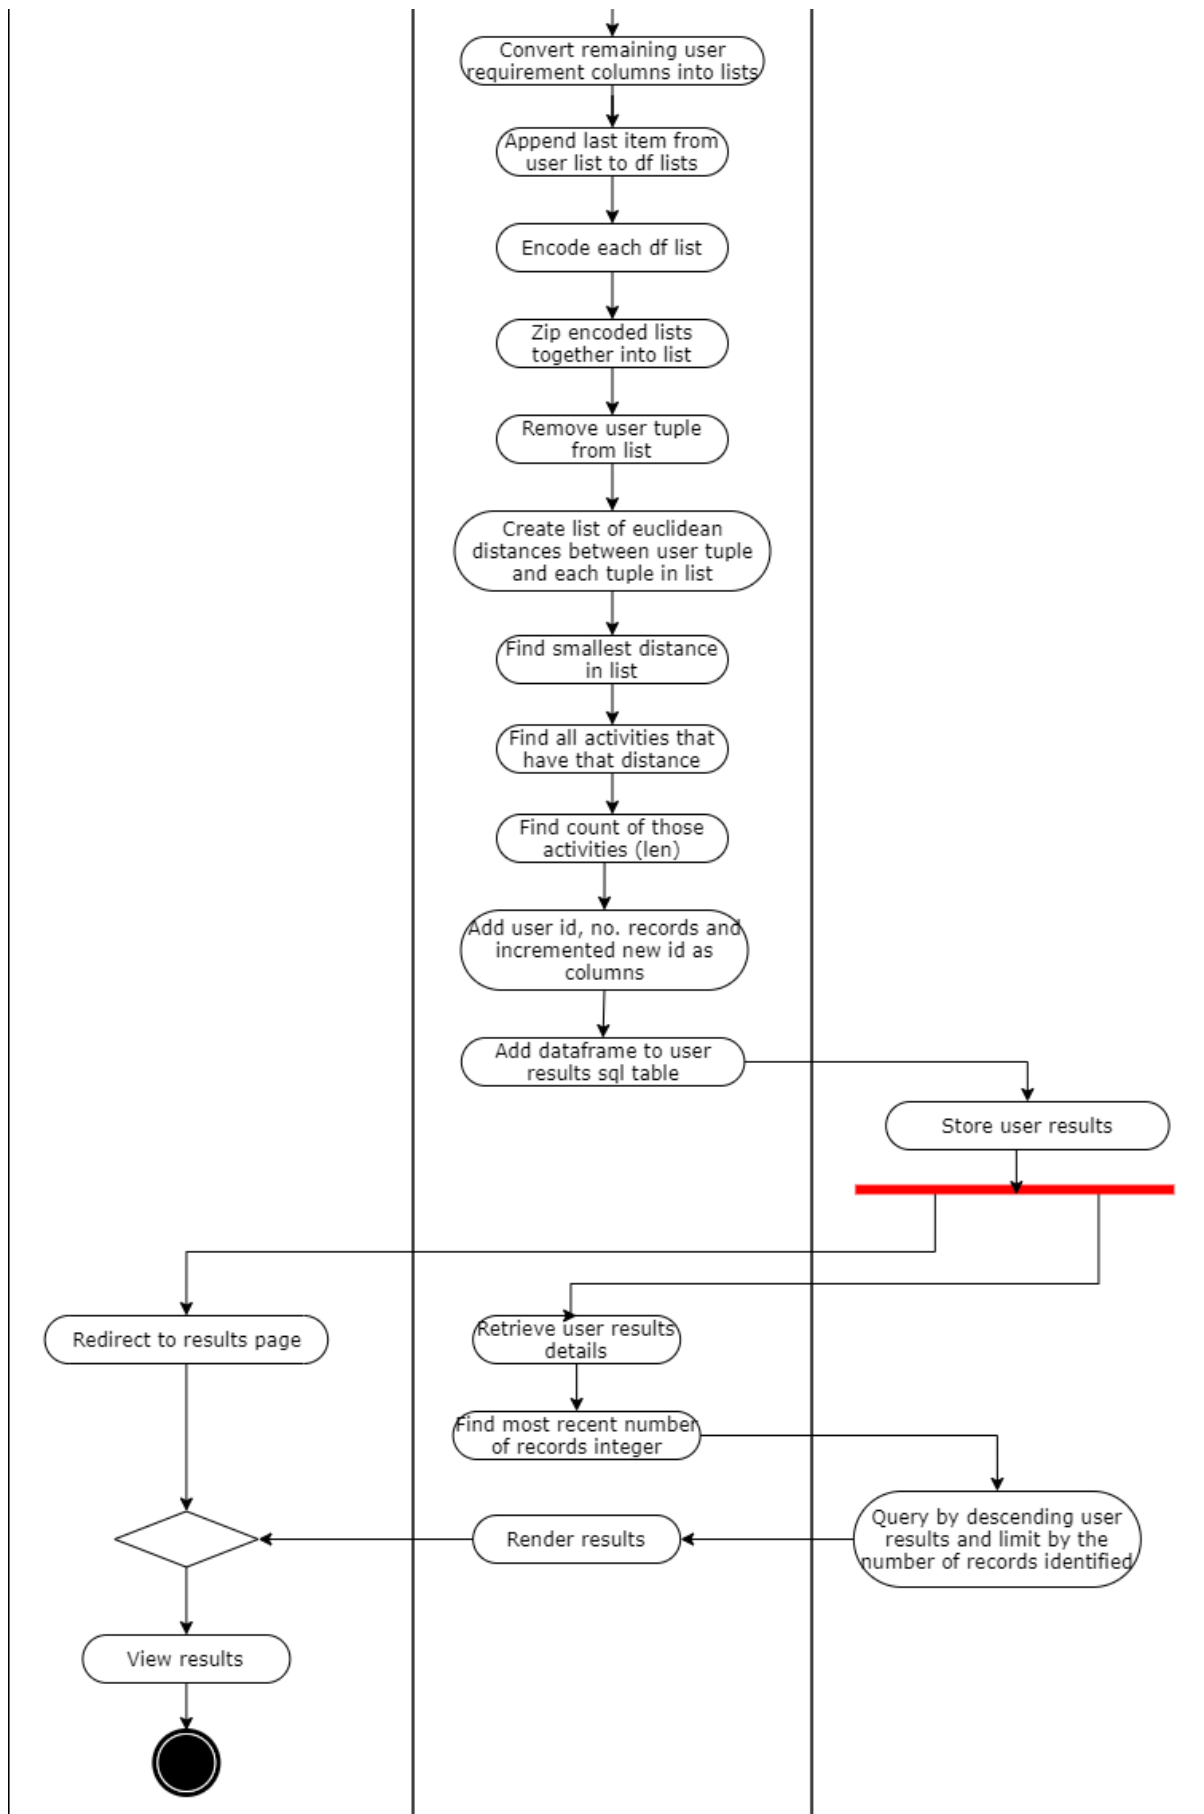 Convert remaining user
requirement columns into lists
Append last item from
user list to df lists
Encode each df list
Zip encoded lists
together into list
Remove user tuple
from list
Create list of euclidean
distances between user tuple
and each tuple in list
Find smallest distance
in list
Find all activities that
have that distance
Find count of those
activities (len)
Add user id, no. records and
incremented new id as
columns
Add dataframe to user
results sql table
Store user results
Redirect to results page
Retrieve user results
details
Find most recent number
of records integer
Query by descending user
results and limit by the
number of records identified
Render results
View results